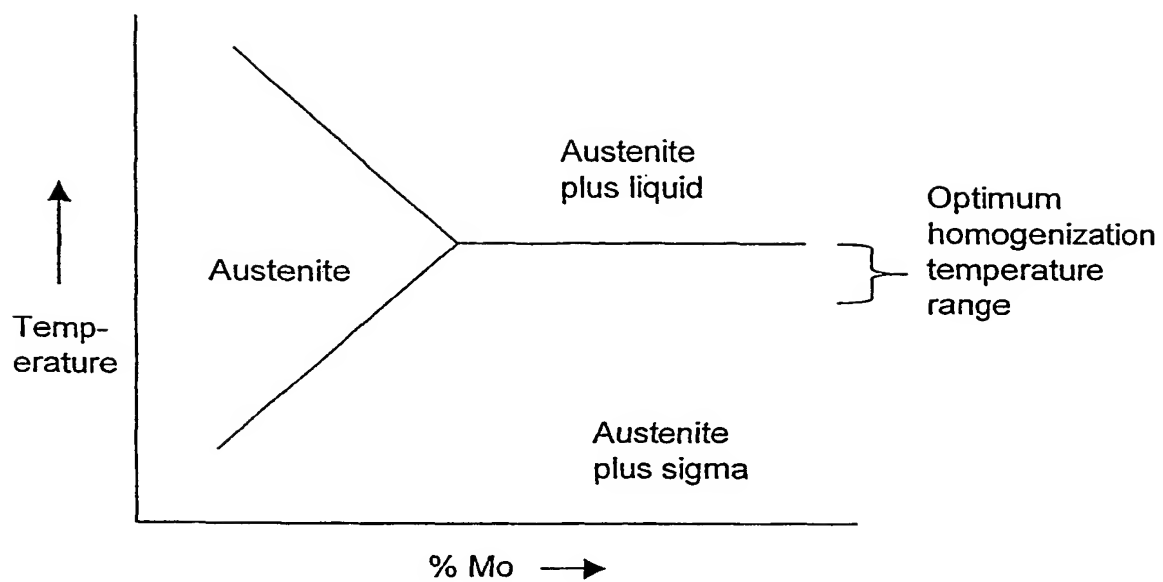 Austenite
plus liquid
Optimum
homogenization
temperature
range
Austenite
Temp-
erature
Austenite
plus sigma
% Mo